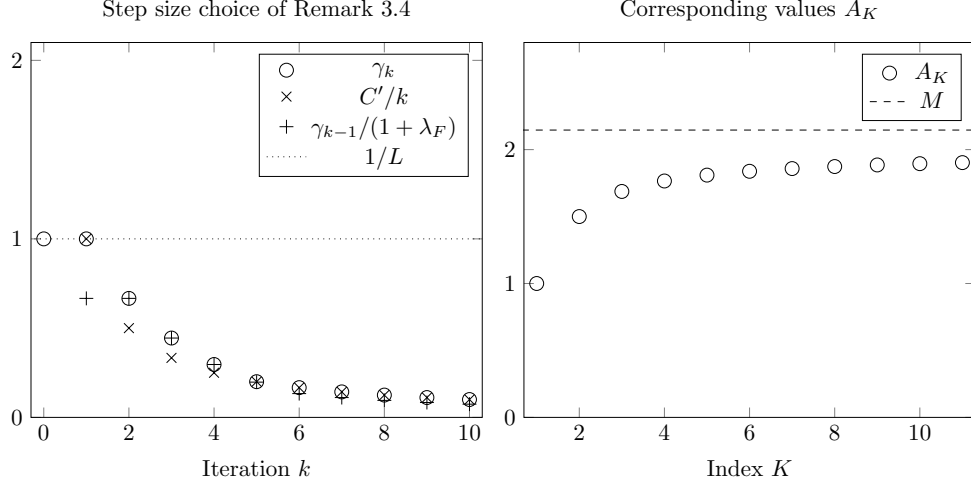 Step size choice of Remark 3.4
2
1
0
0 2 4 6 8 10
Iteration k
γ_k
C′/k
γ_{k−1}/(1 + λ_F)
1/L
Corresponding values A_K
2
1
0
2 4 6 8 10
Index K
A_K
M